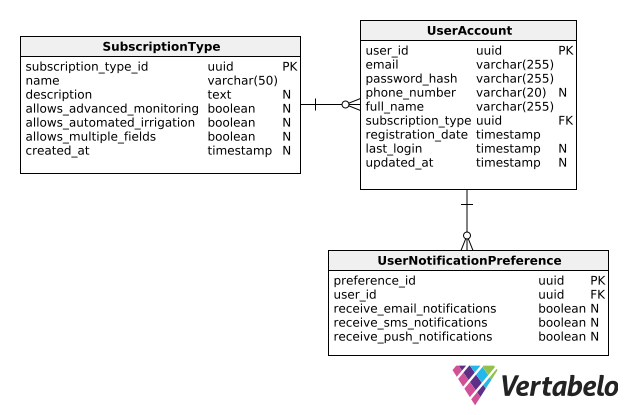 SubscriptionType
subscription_type_id uuid PK
name varchar(50)
description text N
allows_advanced_monitoring boolean N
allows_automated_irrigation boolean N
allows_multiple_fields boolean N
created_at timestamp N
UserAccount
user_id uuid PK
email varchar(255)
password_hash varchar(255)
phone_number varchar(20) N
full_name varchar(255)
subscription_type uuid FK
registration_date timestamp
last_login timestamp N
updated_at timestamp N
UserNotificationPreference
preference_id uuid PK
user_id uuid FK
receive_email_notifications boolean N
receive_sms_notifications boolean N
receive_push_notifications boolean N
Vertabelo